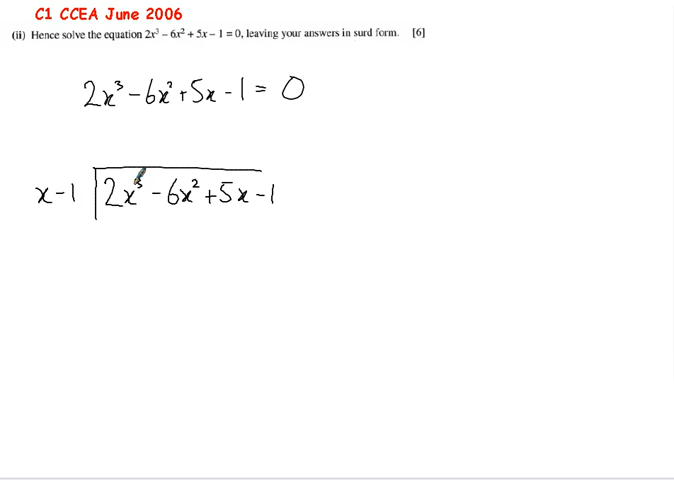 C1 CCEA June 2006
(ii) Hence solve the equation 2x³ – 6x² + 5x – 1 = 0, leaving your answers in surd form. [6]
2x³ – 6x² + 5x – 1 = 0
x – 1 | 2x³ – 6x² + 5x – 1